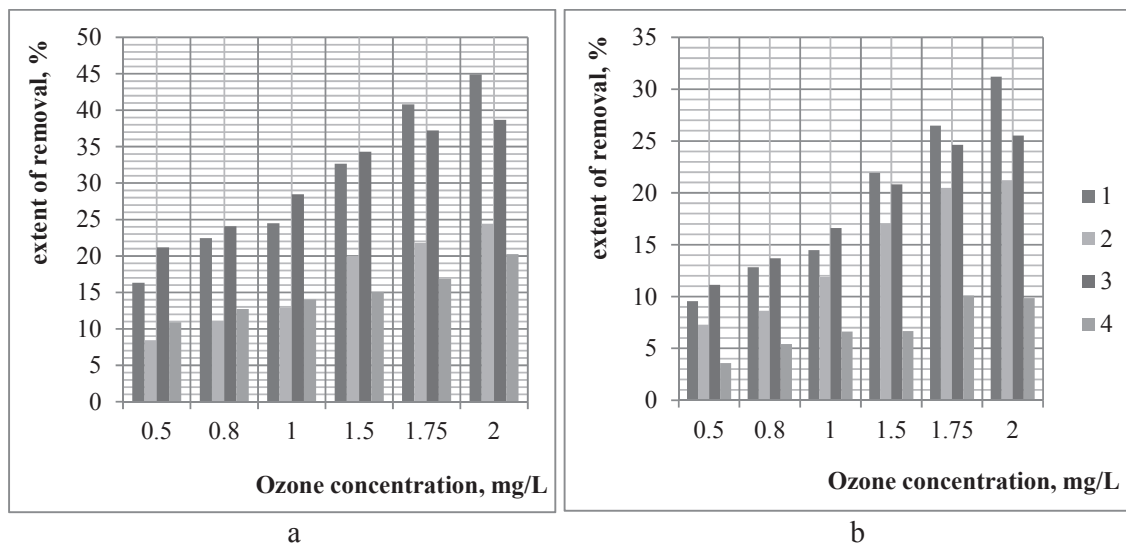 extent of removal, %
50
45
40
35
30
25
20
15
10
5
0
0.5 0.8 1 1.5 1.75 2
Ozone concentration, mg/L
a
extent of removal, %
35
30
25
20
15
10
5
0
0.5 0.8 1 1.5 1.75 2
Ozone concentration, mg/L
b
1
2
3
4